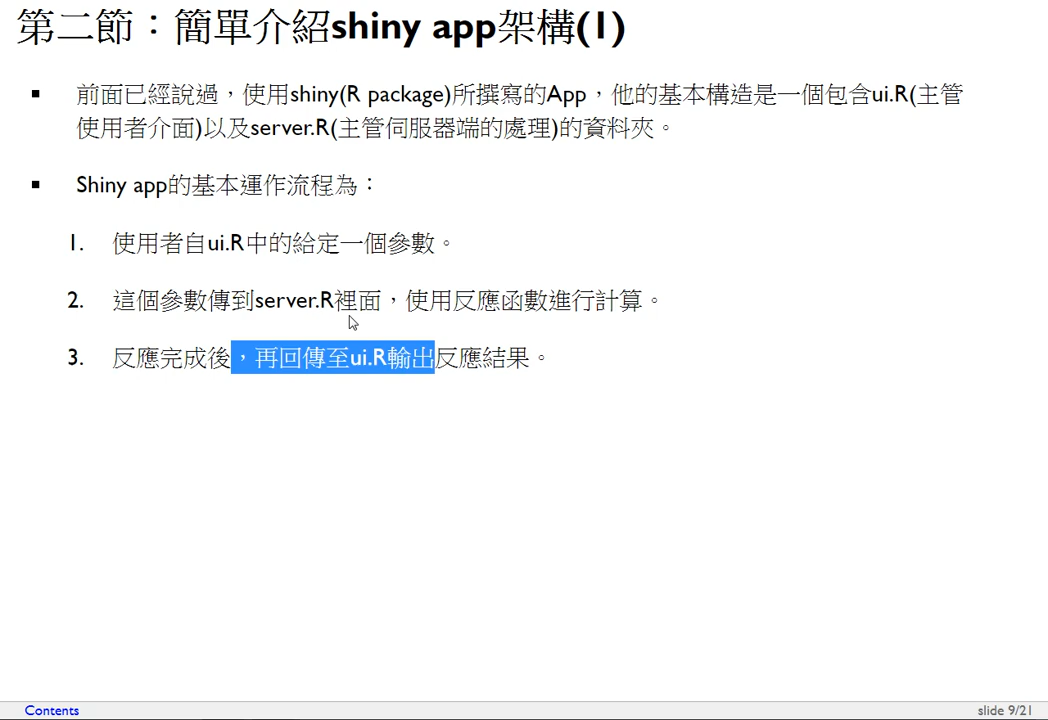 第二節：簡單介紹shiny app架構(1)
▪ 前面已經說過，使用shiny(R package)所撰寫的App，他的基本構造是一個包含ui.R(主管
使用者介面)以及server.R(主管伺服器端的處理)的資料夾。
▪ Shiny app的基本運作流程為：
1. 使用者自ui.R中的給定一個參數。
2. 這個參數傳到server.R裡面，使用反應函數進行計算。
3. 反應完成後，再回傳至ui.R輸出反應結果。
Contents
slide 9/21